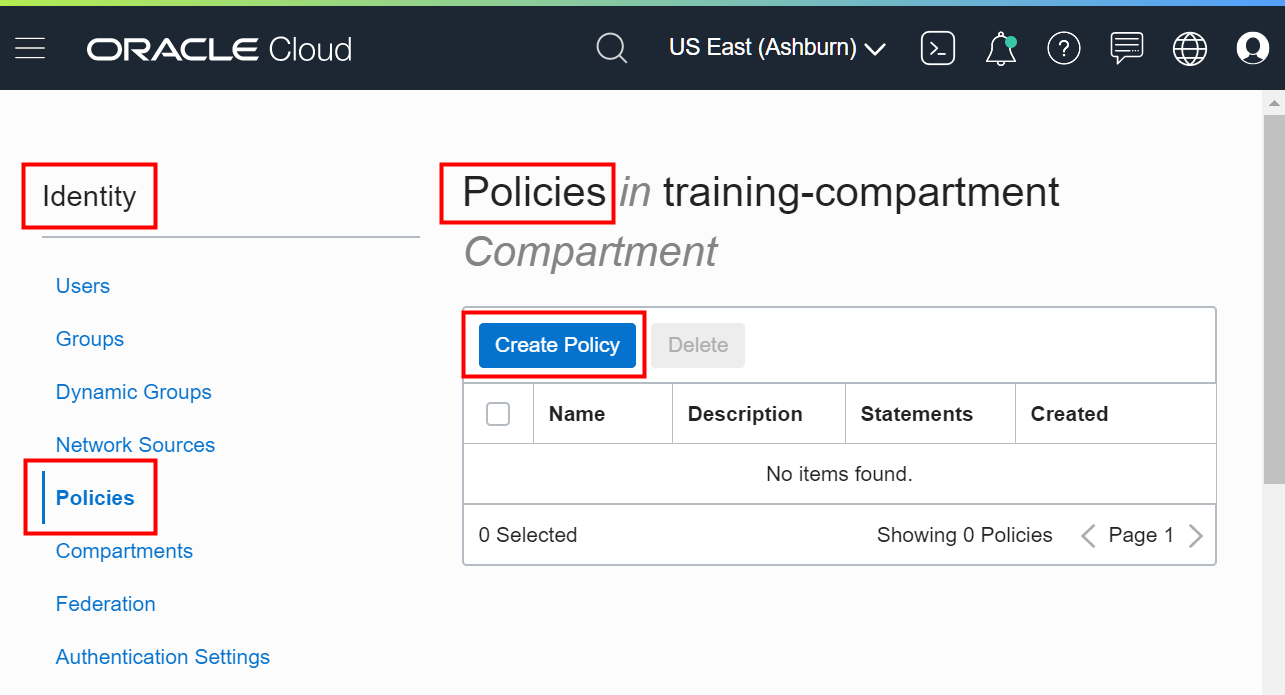 ORACLE Cloud
US East (Ashburn)
Identity
Users
Groups
Dynamic Groups
Network Sources
Policies
Compartments
Federation
Authentication Settings
Policies in training-compartment
Compartment
Create Policy Delete
Name Description Statements Created
No items found.
0 Selected Showing 0 Policies Page 1